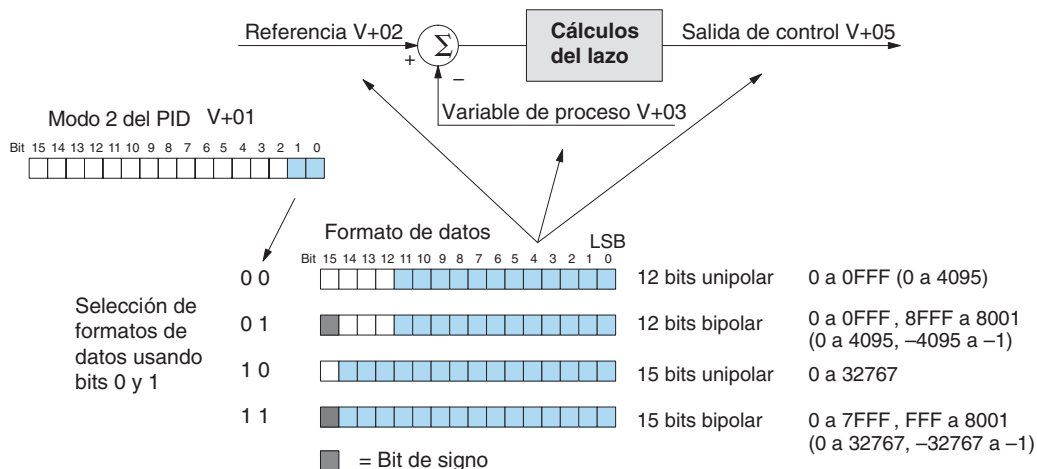 Referencia V+02
+
Σ
–
Cálculos
del lazo
Salida de control V+05
Variable de proceso V+03
Modo 2 del PID V+01
Bit 15 14 13 12 11 10 9 8 7 6 5 4 3 2 1 0
Formato de datos
LSB
Bit 15 14 13 12 11 10 9 8 7 6 5 4 3 2 1 0
Selección de
formatos de
datos usando
bits 0 y 1
0 0
12 bits unipolar
0 a 0FFF (0 a 4095)
0 1
12 bits bipolar
0 a 0FFF , 8FFF a 8001
(0 a 4095, –4095 a –1)
1 0
15 bits unipolar
0 a 32767
1 1
15 bits bipolar
0 a 7FFF , FFF a 8001
(0 a 32767, –32767 a –1)
= Bit de signo